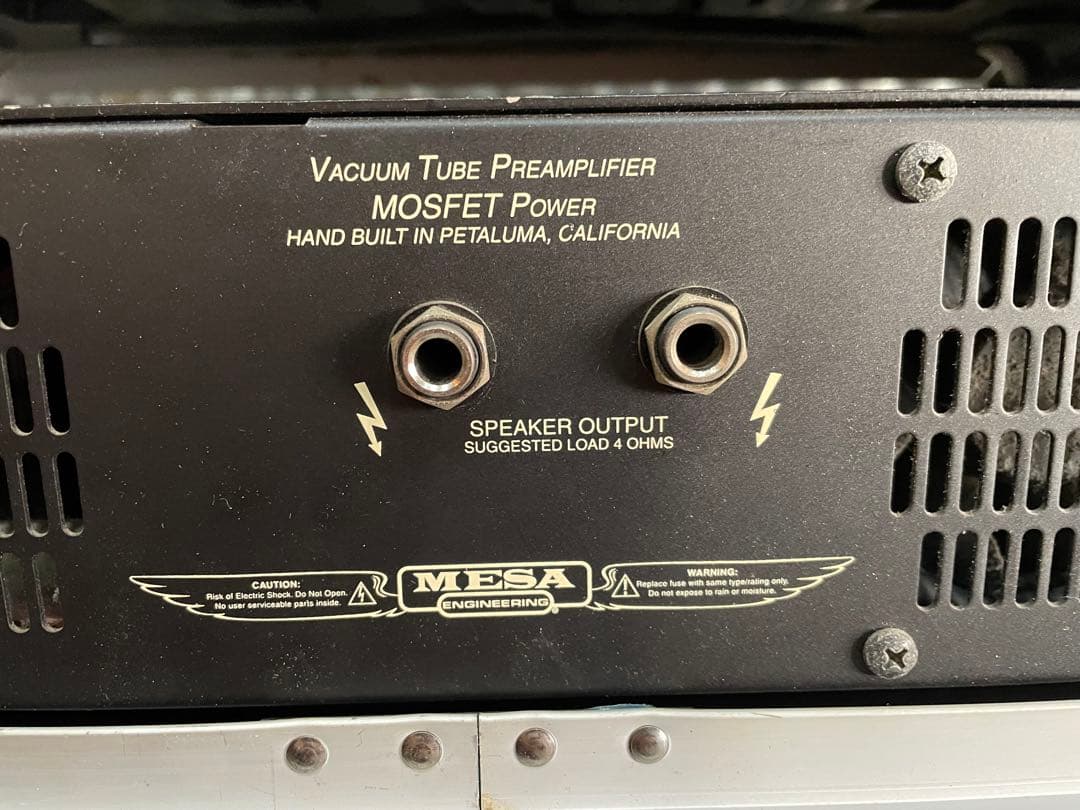 VACUUM TUBE PREAMPLIFIER
MOSFET POWER
HAND BUILT IN PETALUMA, CALIFORNIA
SPEAKER OUTPUT
SUGGESTED LOAD 4 OHMS
CAUTION:
Risk of Electric Shock. Do Not Open.
No user serviceable parts inside.
MESA
ENGINEERING®
WARNING:
Replace fuse with same type/rating only.
Do not expose to rain or moisture.